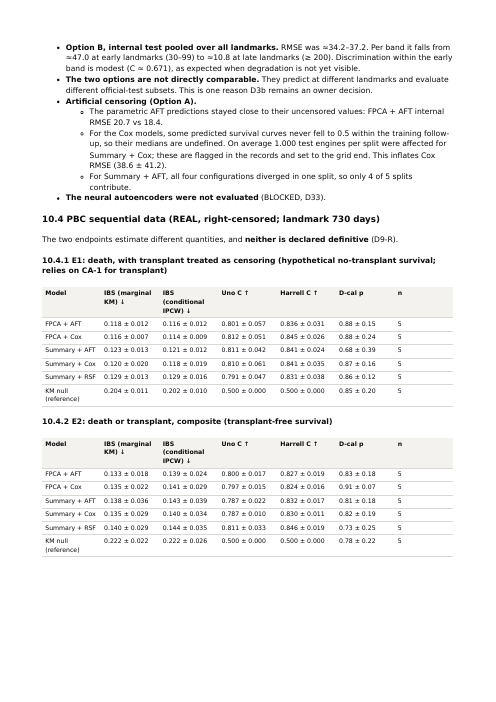 • Option B, internal test pooled over all landmarks. RMSE was ≈34.2–37.2. Per band it falls from
≈47.0 at early landmarks (30–99) to ≈10.8 at late landmarks (≥ 200). Discrimination within the early
band is modest (C ≈ 0.671), as expected when degradation is not yet visible.
• The two options are not directly comparable. They predict at different landmarks and evaluate
different official-test subsets. This is one reason D3b remains an owner decision.
• Artificial censoring (Option A).
◦ The parametric AFT predictions stayed close to their uncensored values: FPCA + AFT internal
RMSE 20.7 vs 18.4.
◦ For the Cox models, some predicted survival curves never fell to 0.5 within the training follow-
up, so their medians are undefined. On average 1.000 test engines per split were affected for
Summary + Cox; these are flagged in the records and set to the grid end. This inflates Cox
RMSE (38.6 ± 41.2).
◦ For Summary + AFT, all four configurations diverged in one split, so only 4 of 5 splits
contribute.
• The neural autoencoders were not evaluated (BLOCKED, D33).
10.4 PBC sequential data (REAL, right-censored; landmark 730 days)
The two endpoints estimate different quantities, and neither is declared definitive (D9-R).
10.4.1 E1: death, with transplant treated as censoring (hypothetical no-transplant survival;
relies on CA-1 for transplant)
Model IBS (marginal KM) ↓ IBS (conditional IPCW) ↓ Uno C ↑ Harrell C ↑ D-cal p n
FPCA + AFT 0.118 ± 0.012 0.116 ± 0.012 0.801 ± 0.057 0.836 ± 0.031 0.88 ± 0.15 5
FPCA + Cox 0.116 ± 0.007 0.114 ± 0.009 0.812 ± 0.051 0.845 ± 0.026 0.88 ± 0.24 5
Summary + AFT 0.123 ± 0.013 0.121 ± 0.012 0.811 ± 0.042 0.841 ± 0.024 0.68 ± 0.39 5
Summary + Cox 0.120 ± 0.020 0.118 ± 0.019 0.810 ± 0.061 0.841 ± 0.035 0.87 ± 0.16 5
Summary + RSF 0.129 ± 0.013 0.129 ± 0.016 0.791 ± 0.047 0.831 ± 0.038 0.86 ± 0.12 5
KM null (reference) 0.204 ± 0.011 0.202 ± 0.010 0.500 ± 0.000 0.500 ± 0.000 0.85 ± 0.20 5
10.4.2 E2: death or transplant, composite (transplant-free survival)
Model IBS (marginal KM) ↓ IBS (conditional IPCW) ↓ Uno C ↑ Harrell C ↑ D-cal p n
FPCA + AFT 0.133 ± 0.018 0.139 ± 0.024 0.800 ± 0.017 0.827 ± 0.019 0.83 ± 0.18 5
FPCA + Cox 0.135 ± 0.022 0.141 ± 0.029 0.797 ± 0.015 0.824 ± 0.016 0.91 ± 0.07 5
Summary + AFT 0.138 ± 0.036 0.143 ± 0.039 0.787 ± 0.022 0.832 ± 0.017 0.81 ± 0.18 5
Summary + Cox 0.135 ± 0.029 0.140 ± 0.034 0.787 ± 0.010 0.830 ± 0.011 0.82 ± 0.19 5
Summary + RSF 0.140 ± 0.029 0.144 ± 0.035 0.811 ± 0.033 0.846 ± 0.019 0.73 ± 0.25 5
KM null (reference) 0.222 ± 0.022 0.222 ± 0.026 0.500 ± 0.000 0.500 ± 0.000 0.78 ± 0.22 5